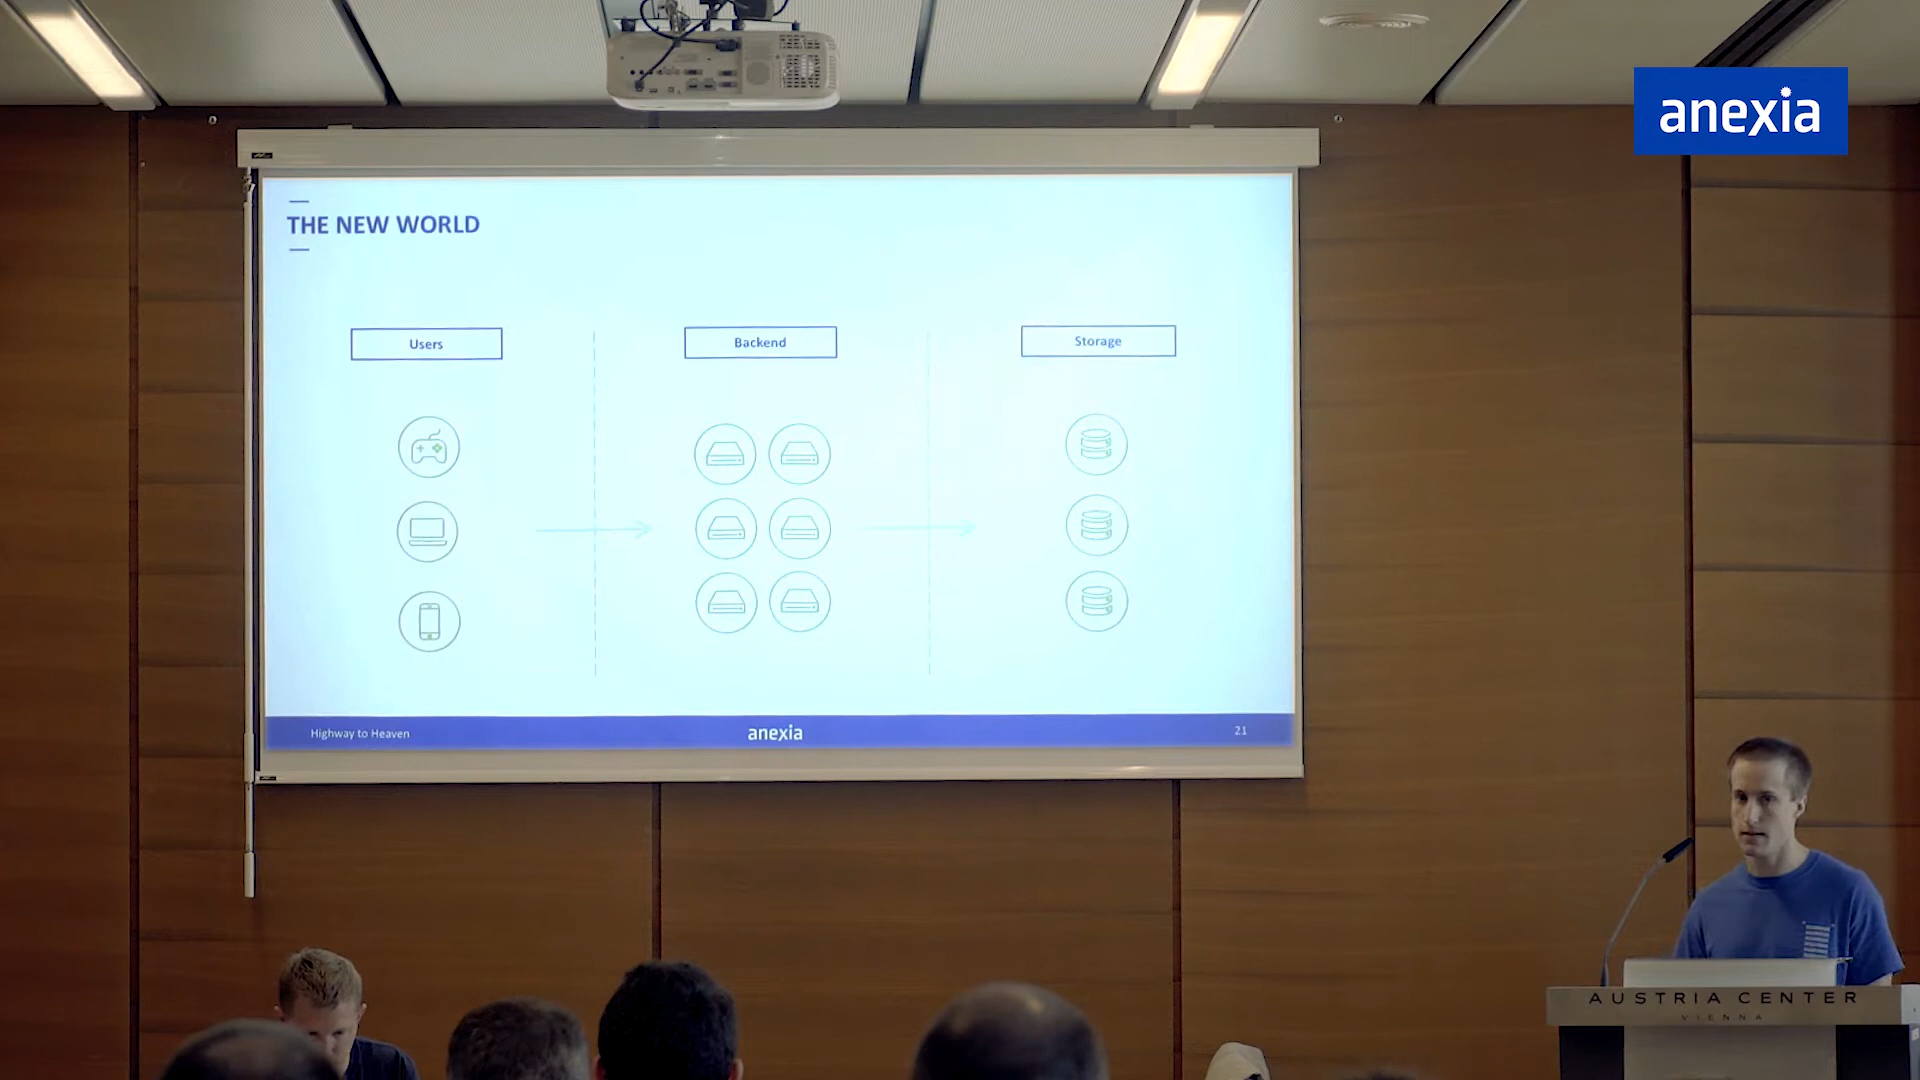 anexia
THE NEW WORLD
Users
Backend
Storage
Highway to Heaven
anexia
21
AUSTRIA CENTER
VIENNA